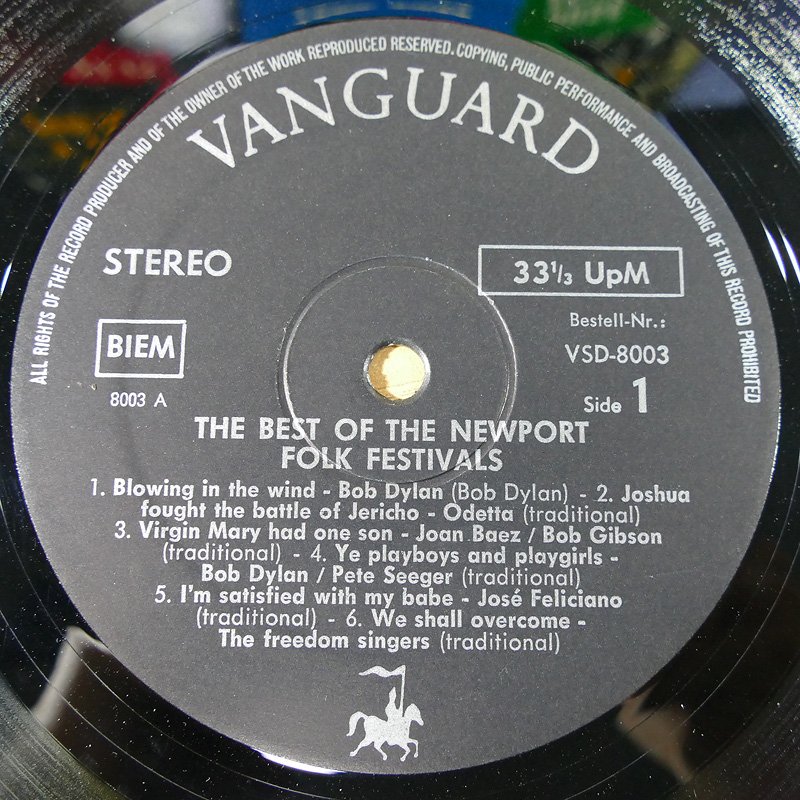 ALL RIGHTS OF THE RECORD PRODUCER AND OF THE OWNER OF THE WORK REPRODUCED RESERVED. COPYING, PUBLIC PERFORMANCE AND BROADCASTING OF THIS RECORD PROHIBITED
VANGUARD
STEREO
33 1/3 UpM
BIEM
Bestell-Nr.:
VSD-8003
8003 A
Side 1
THE BEST OF THE NEWPORT
FOLK FESTIVALS
1. Blowing in the wind - Bob Dylan (Bob Dylan) - 2. Joshua
fought the battle of Jericho - Odetta (traditional)
3. Virgin Mary had one son - Joan Baez / Bob Gibson
(traditional) - 4. Ye playboys and playgirls -
Bob Dylan / Pete Seeger (traditional)
5. I'm satisfied with my babe - José Feliciano
(traditional) - 6. We shall overcome -
The freedom singers (traditional)